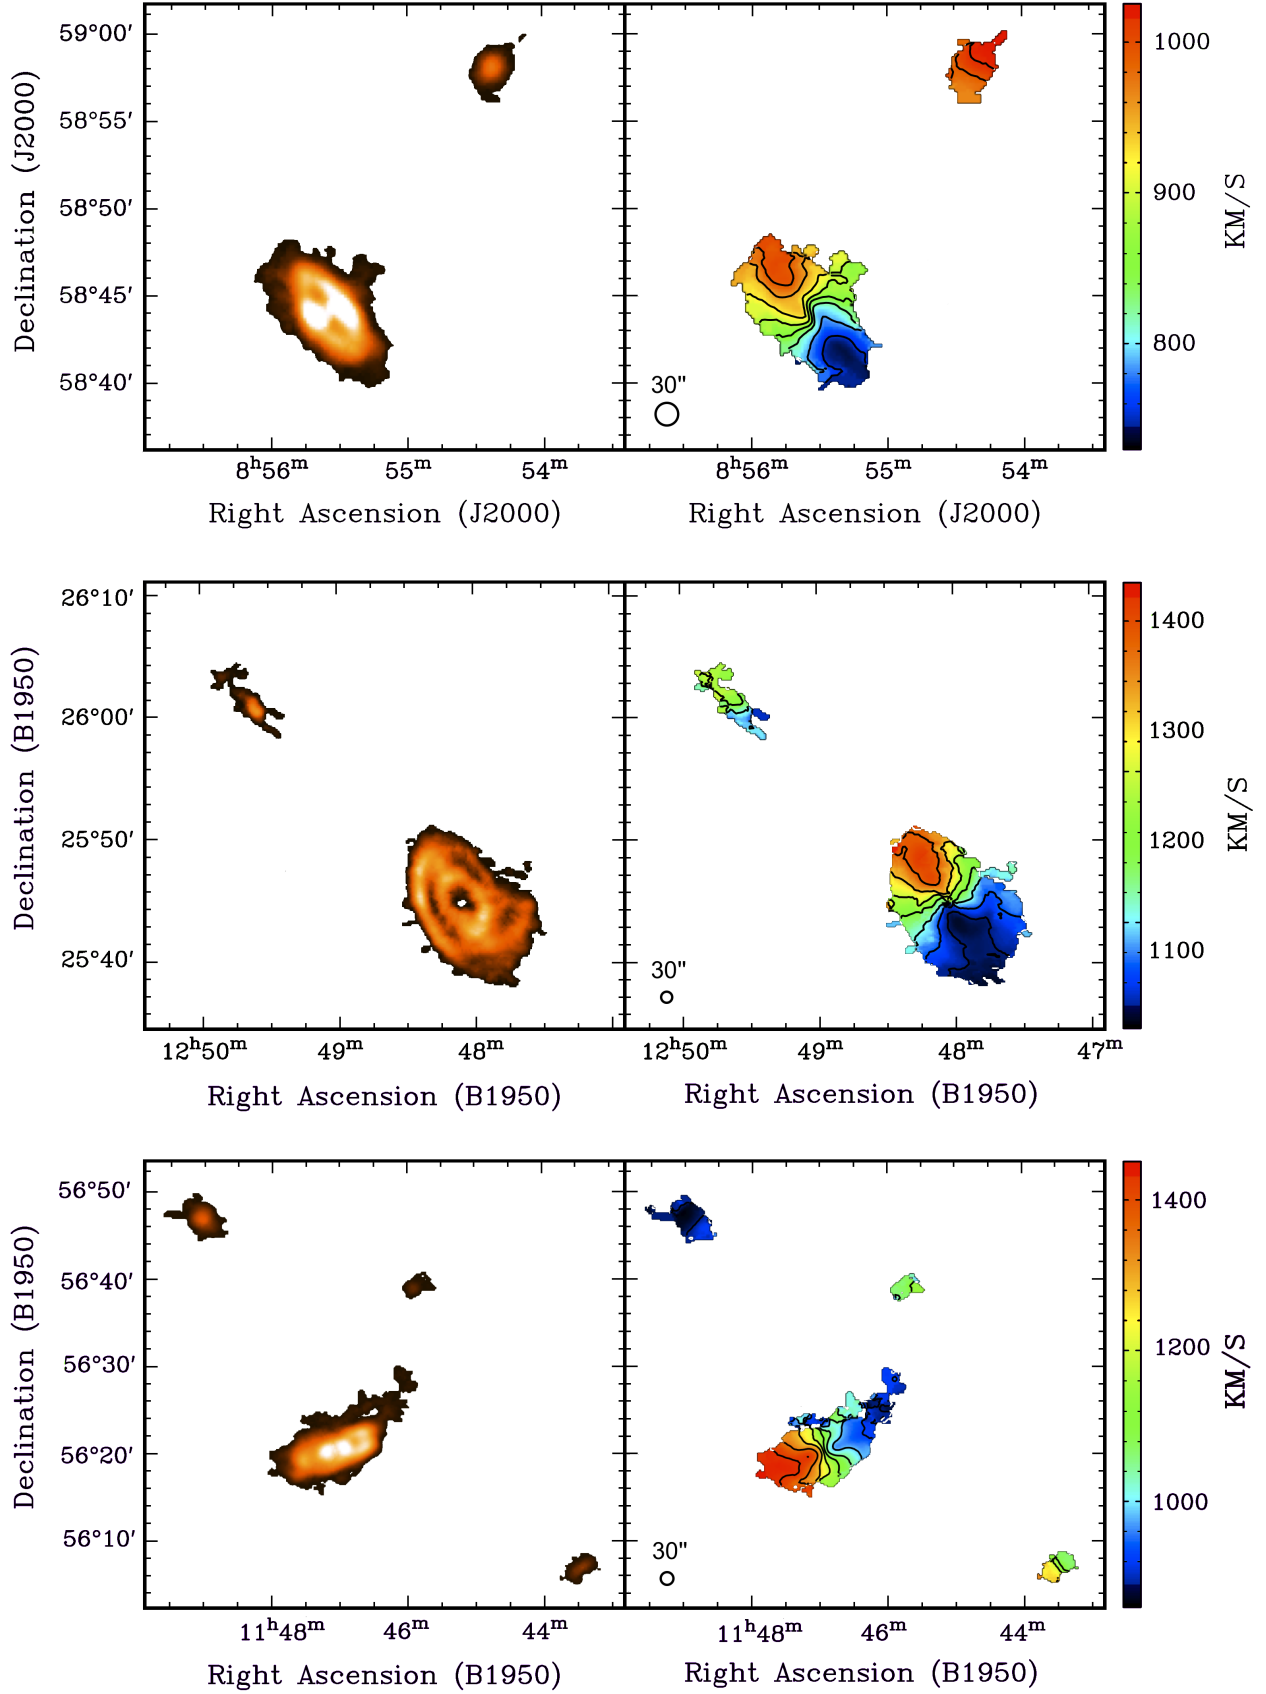 59°00′
58°55′
58°50′
58°45′
58°40′
Declination (J2000)
1000
900
800
KM/S
30"
8ʰ56ᵐ 55ᵐ 54ᵐ 8ʰ56ᵐ 55ᵐ 54ᵐ
Right Ascension (J2000) Right Ascension (J2000)
26°10′
26°00′
25°50′
25°40′
Declination (B1950)
1400
1300
1200
1100
KM/S
30"
12ʰ50ᵐ 49ᵐ 48ᵐ 12ʰ50ᵐ 49ᵐ 48ᵐ 47ᵐ
Right Ascension (B1950) Right Ascension (B1950)
56°50′
56°40′
56°30′
56°20′
56°10′
Declination (B1950)
1400
1200
1000
KM/S
30"
11ʰ48ᵐ 46ᵐ 44ᵐ 11ʰ48ᵐ 46ᵐ 44ᵐ
Right Ascension (B1950) Right Ascension (B1950)